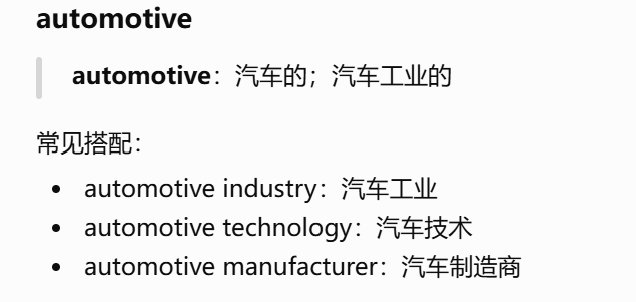 automotive
automotive：汽车的；汽车工业的
常见搭配：
• automotive industry：汽车工业
• automotive technology：汽车技术
• automotive manufacturer：汽车制造商